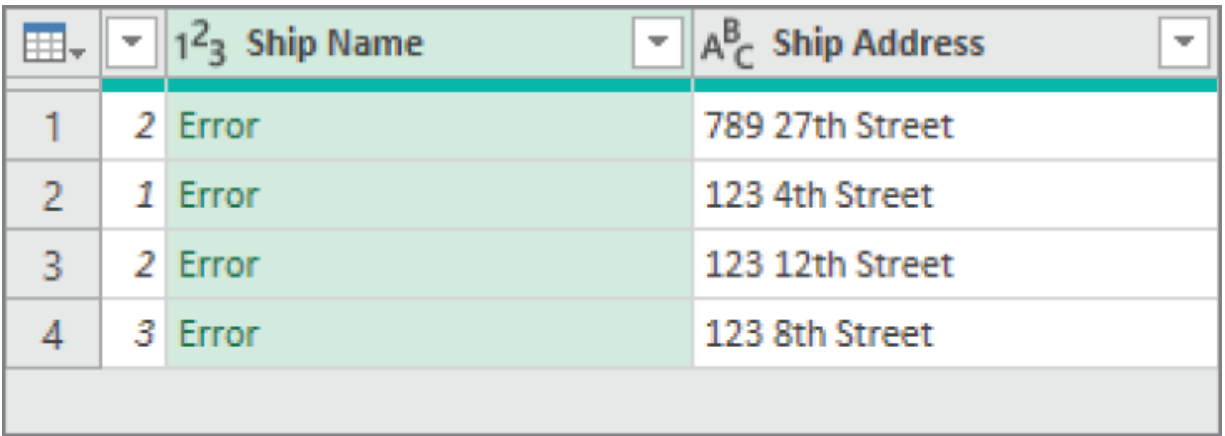 1²3 Ship Name ABC Ship Address
1 2 Error 789 27th Street
2 1 Error 123 4th Street
3 2 Error 123 12th Street
4 3 Error 123 8th Street